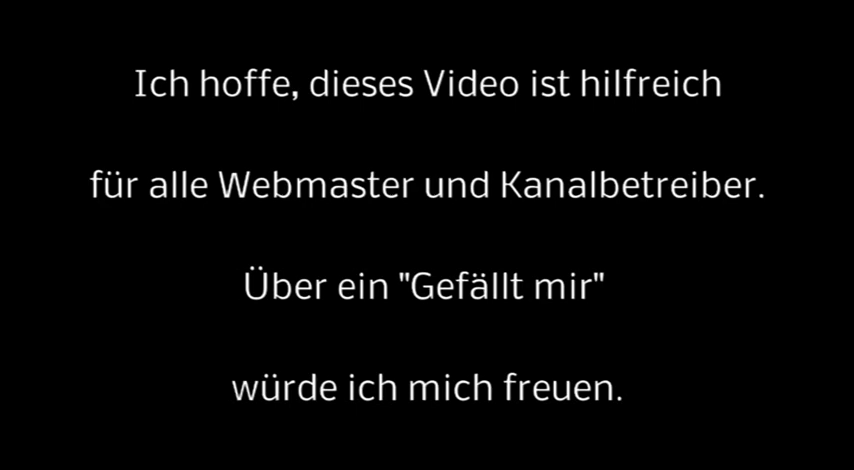 Ich hoffe, dieses Video ist hilfreich
für alle Webmaster und Kanalbetreiber.
Über ein "Gefällt mir"
würde ich mich freuen.